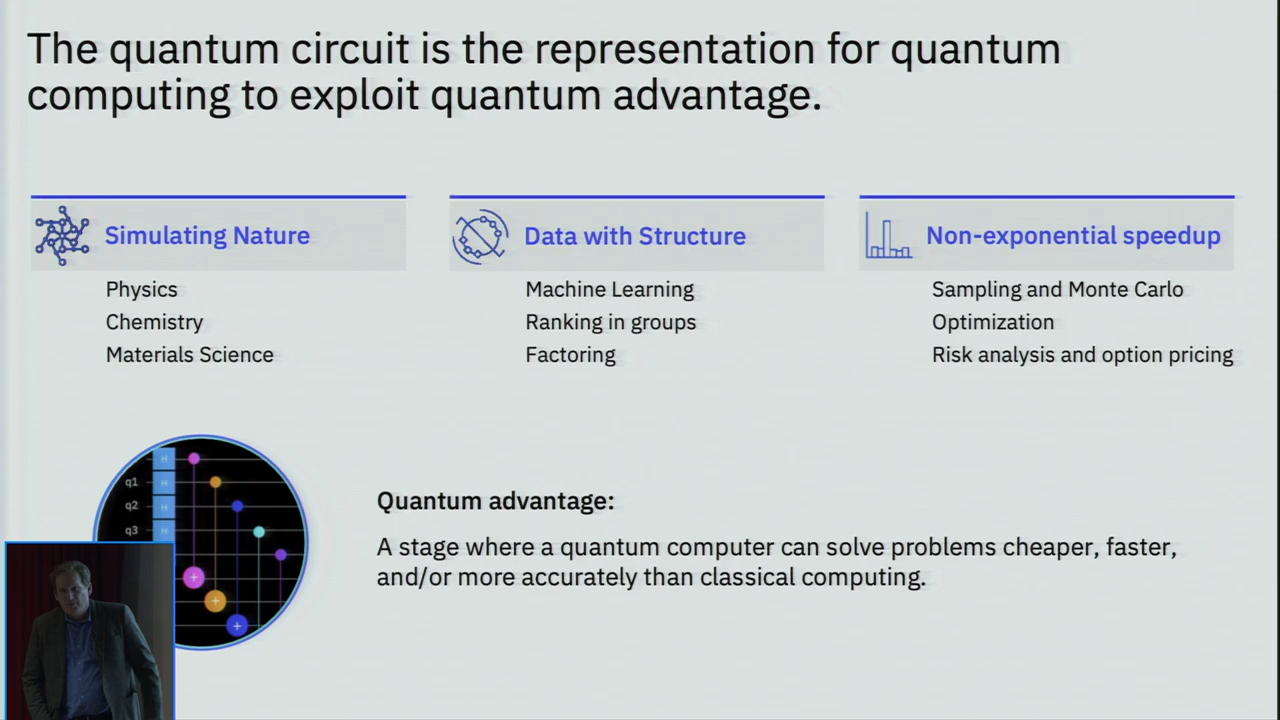 The quantum circuit is the representation for quantum
computing to exploit quantum advantage.
Simulating Nature
Physics
Chemistry
Materials Science
Data with Structure
Machine Learning
Ranking in groups
Factoring
Non-exponential speedup
Sampling and Monte Carlo
Optimization
Risk analysis and option pricing
H
q1 H
q2 H
q3 H
+
+
+
Quantum advantage:
A stage where a quantum computer can solve problems cheaper, faster,
and/or more accurately than classical computing.